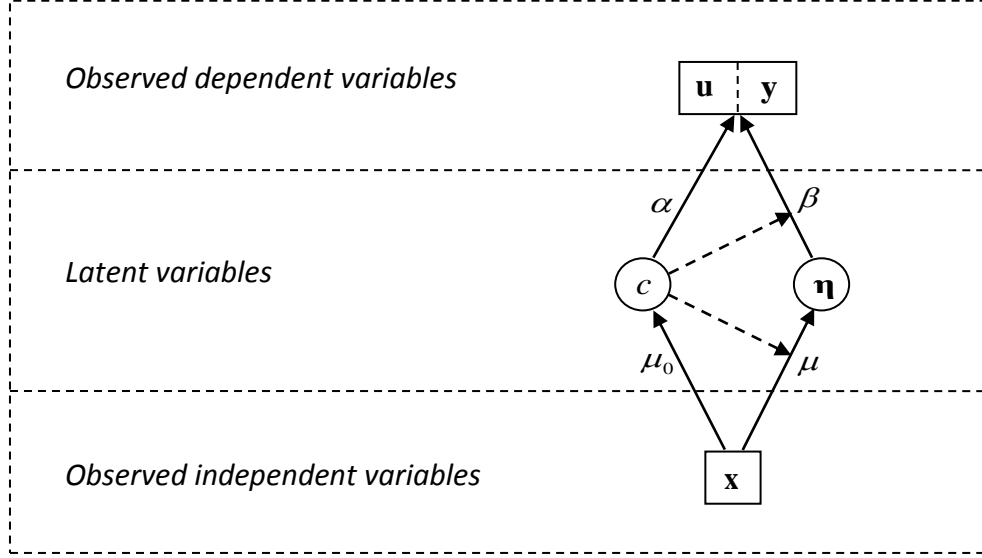 Observed dependent variables
u y
α β
Latent variables
c η
μ₀ μ
Observed independent variables
x